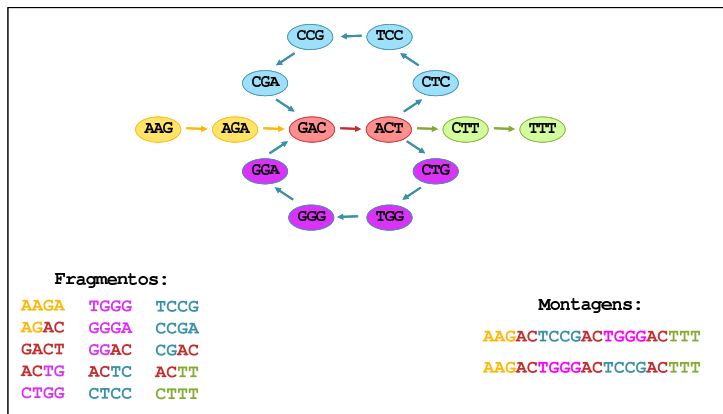 CCG TCC
CGA CTC
AAG AGA GAC ACT CTT TTT
GGA CTG
GGG TGG
Fragmentos:
AAGA TGGG TCCG
AGAC GGGA CCGA
GACT GGAC CGAC
ACTG ACTC ACTT
CTGG CTCC CTTT
Montagens:
AAGACTCCGACTGGGACTTT
AAGACTGGGACTCCGACTTT